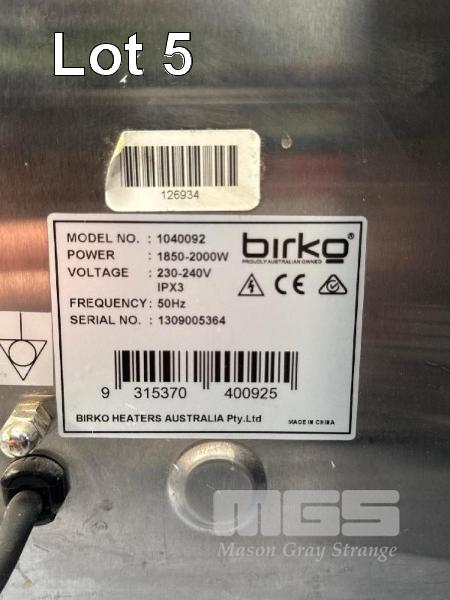 Lot 5
126934
MODEL NO. : 1040092
POWER : 1850-2000W
VOLTAGE : 230-240V
IPX3
FREQUENCY: 50Hz
SERIAL NO. : 1309005364
birko®
PROUDLY AUSTRALIAN OWNED
CE
9 315370 400925
BIRKO HEATERS AUSTRALIA Pty.Ltd
MADE IN CHINA
MGS
Mason Gray Strange